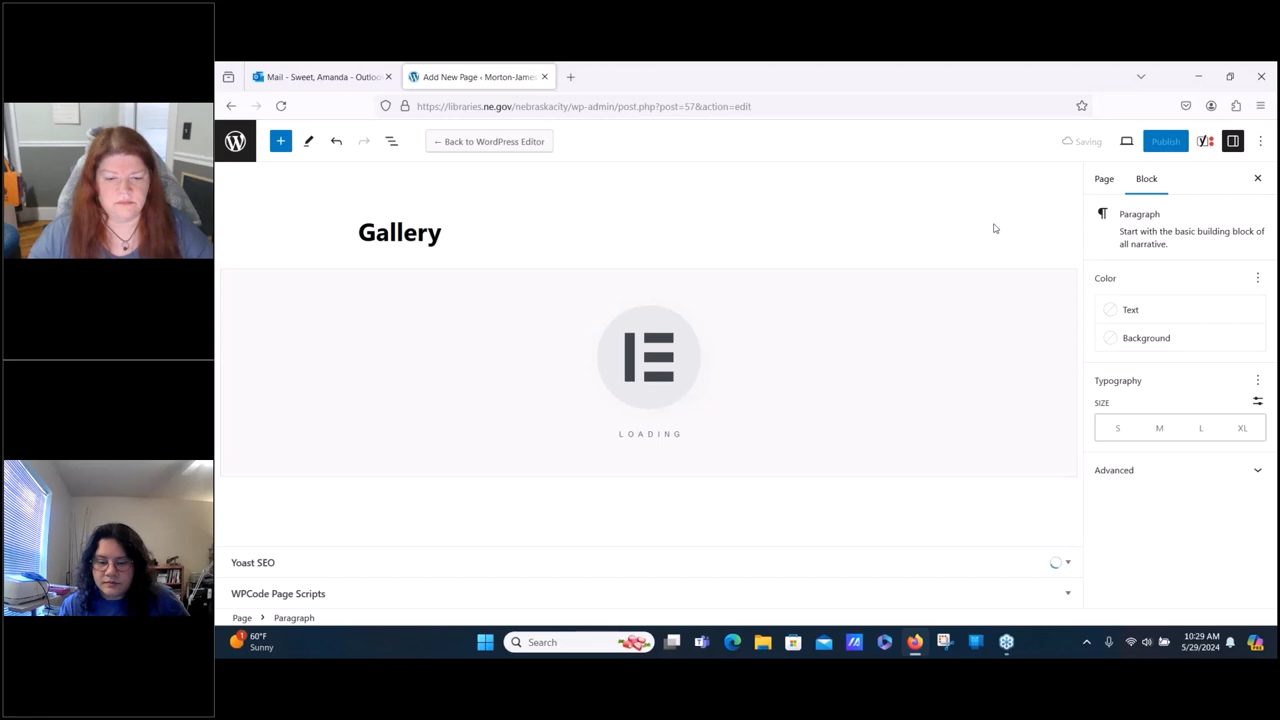 Mail - Sweet, Amanda - Outloo
Add New Page ‹ Morton-James
https://libraries.ne.gov/nebraskacity/wp-admin/post.php?post=57&action=edit
← Back to WordPress Editor
Saving
Publish
Page
Block
Gallery
Paragraph
Start with the basic building block of
all narrative.
Color
Text
Background
Typography
SIZE
S M L XL
Advanced
LOADING
Yoast SEO
WPCode Page Scripts
Page > Paragraph
1
60°F
Sunny
Search
10:29 AM
5/29/2024